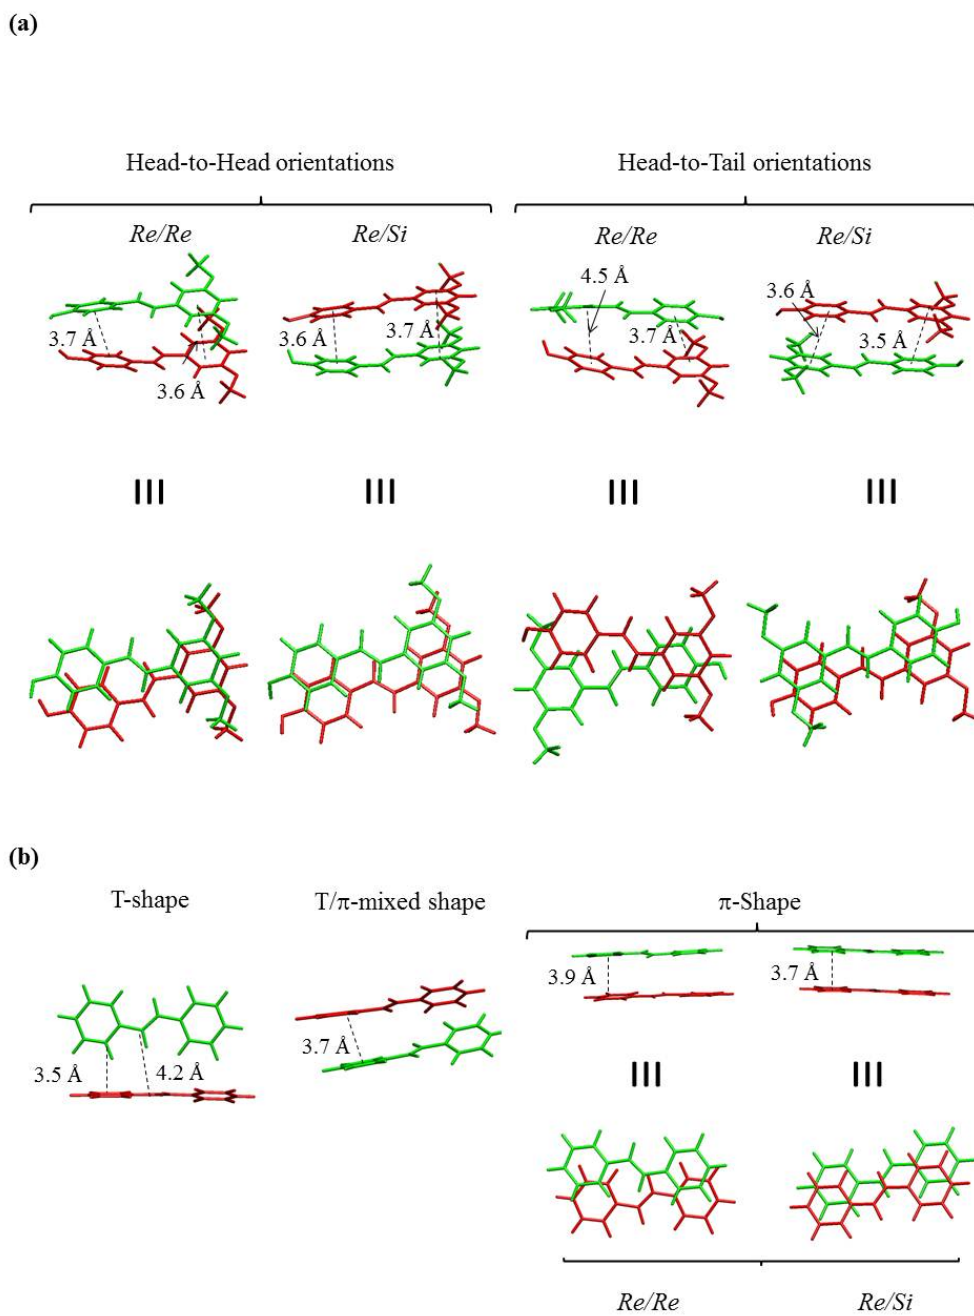 (a)
Head-to-Head orientations
Head-to-Tail orientations
Re/Re
Re/Si
Re/Re
Re/Si
3.7 Å
3.6 Å
3.6 Å
3.7 Å
4.5 Å
3.7 Å
3.6 Å
3.5 Å
(b)
T-shape
T/π-mixed shape
π-Shape
3.5 Å
4.2 Å
3.7 Å
3.9 Å
3.7 Å
Re/Re
Re/Si